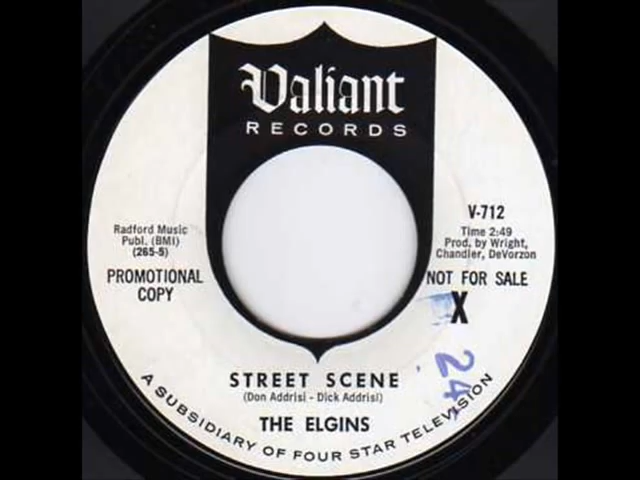 Valiant
RECORDS
Radford Music
Publ. (BMI)
(265-5)
PROMOTIONAL
COPY
V-712
Time 2:49
Prod. by Wright,
Chandler, DeVorzon
NOT FOR SALE
X
24
STREET SCENE
(Don Addrisi - Dick Addrisi)
THE ELGINS
A SUBSIDIARY OF FOUR STAR TELEVISION